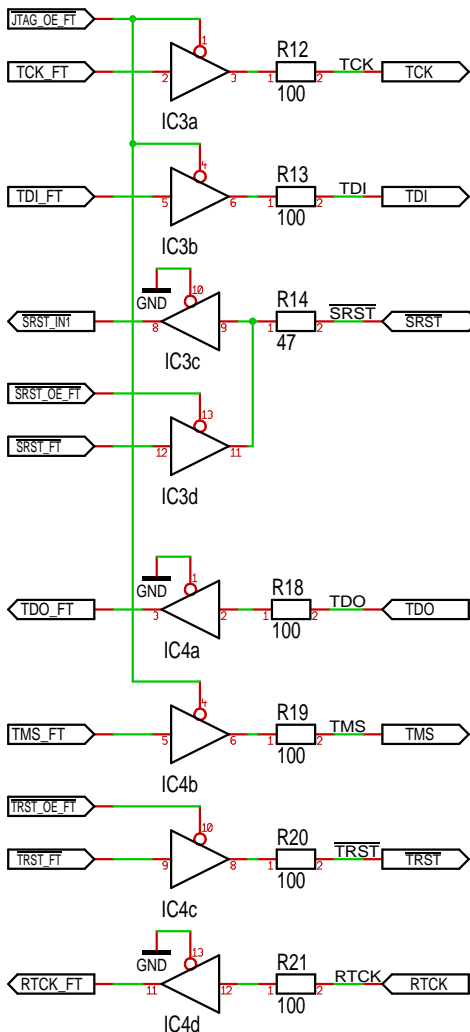 JTAG_OE_FT
1
R12
TCK_FT
2
3
1
2
TCK
TCK
IC3a
100
4
R13
TDI_FT
5
6
1
2
TDI
TDI
IC3b
100
10
GND
R14
SRST_IN1
8
9
1
2
SRST
SRST
IC3c
47
SRST_OE_FT
13
SRST_FT
12
11
IC3d
1
GND
R18
TDO_FT
3
2
1
2
TDO
TDO
IC4a
100
4
R19
TMS_FT
5
6
1
2
TMS
TMS
IC4b
100
TRST_OE_FT
10
R20
TRST_FT
9
8
1
2
TRST
TRST
IC4c
100
13
GND
R21
RTCK_FT
11
12
1
2
RTCK
RTCK
IC4d
100